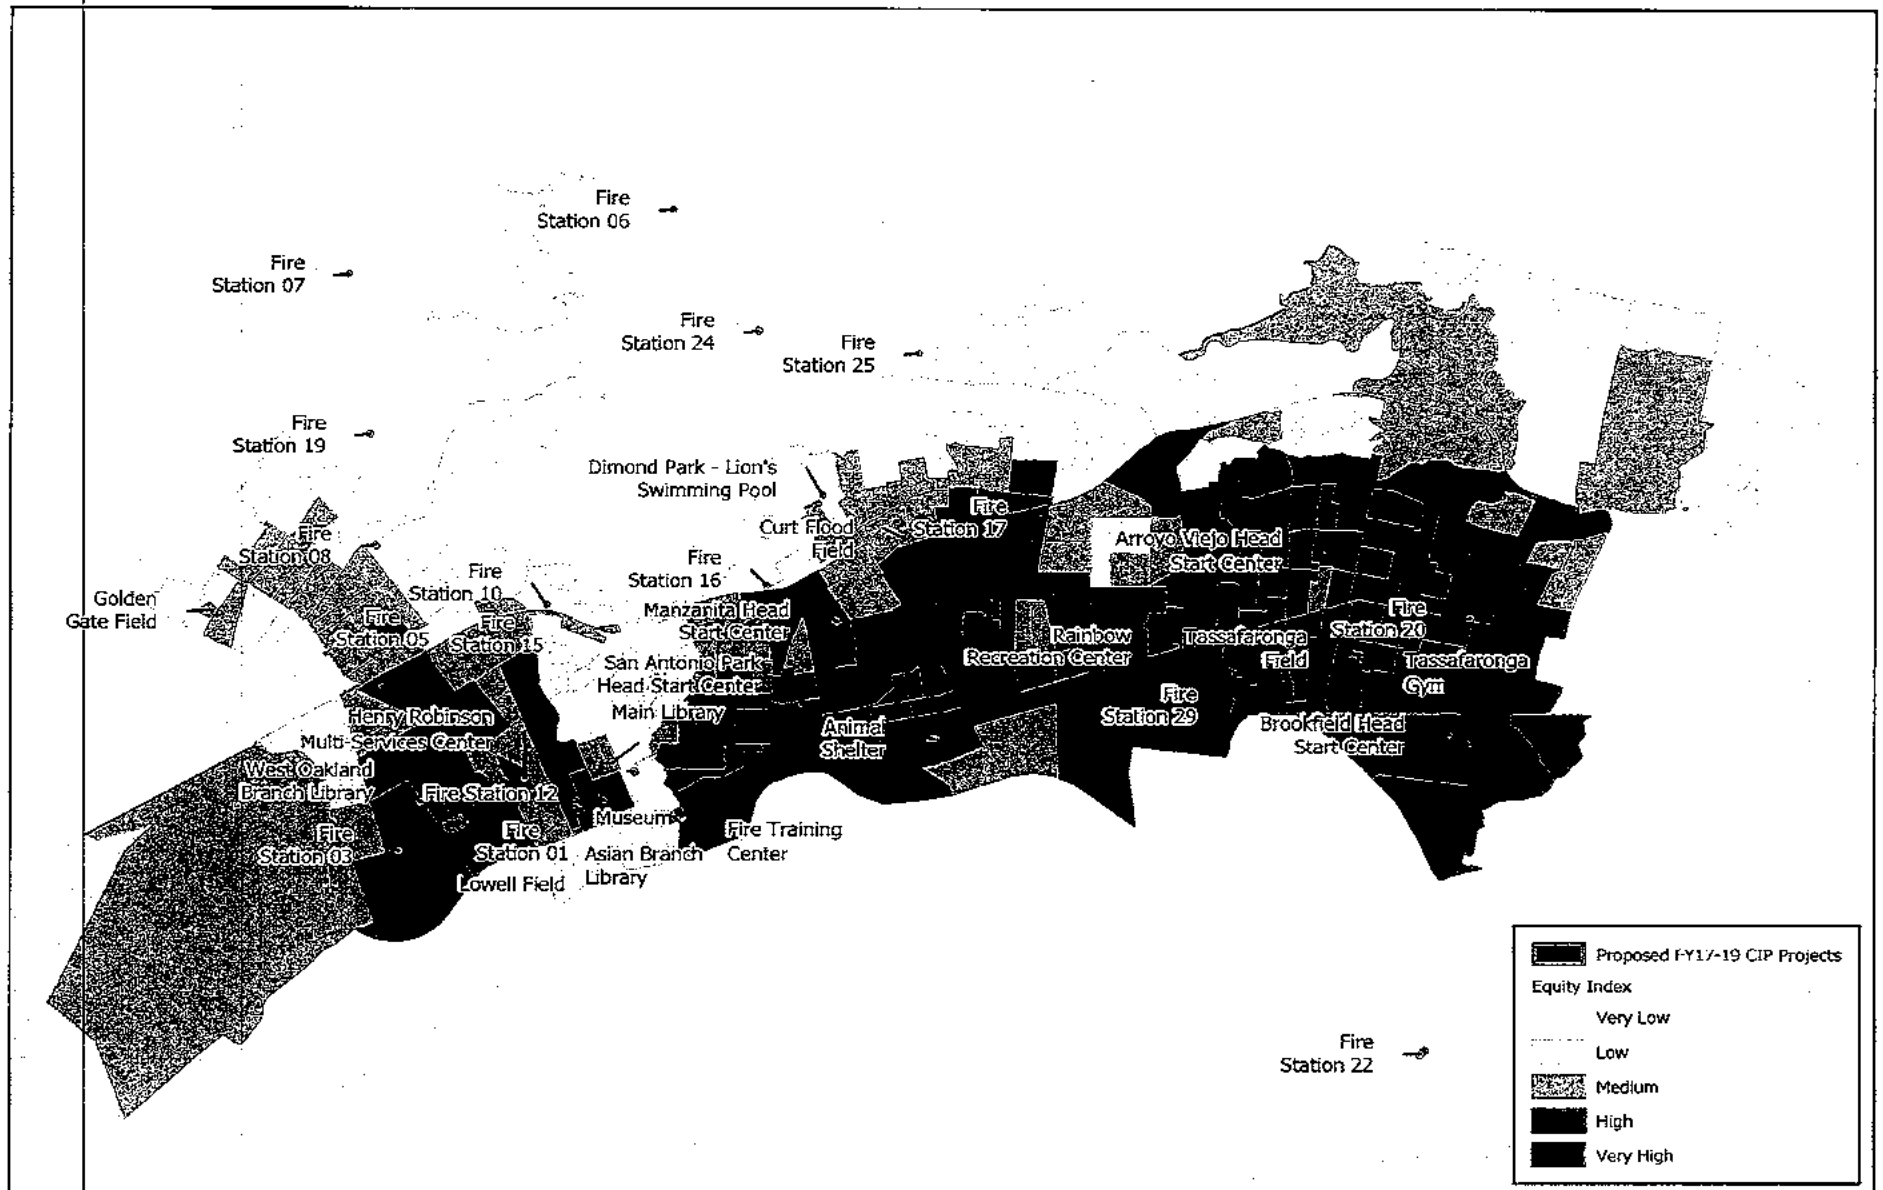 Fire
Station 06
Fire
Station 07
Fire
Station 24
Fire
Station 25
Fire
Station 19
Dimond Park - Lion's
Swimming Pool
Curt Flood
Field
Fire
Station 17
Fire
Station 08
Arroyo Viejo Head
Start Center
Fire
Station 16
Fire
Station 10
Golden
Gate Field
Manzanita Head
Start Center
Fire
Station 05
Fire
Station 15
Fire
Station 20
Rainbow
Recreation Center
Tassafaronga
Field
San Antonio Park
Head Start Center
Tassafaronga
Gym
Main Library
Henry Robinson
Multi-Services Center
Fire
Station 29
Animal
Shelter
Brookfield Head
Start Center
West Oakland
Branch Library
Fire Station 12
Museum
Fire
Station 03
Fire
Station 01
Fire Training
Center
Asian Branch
Library
Lowell Field
Fire
Station 22
Proposed FY17-19 CIP Projects
Equity Index
Very Low
Low
Medium
High
Very High